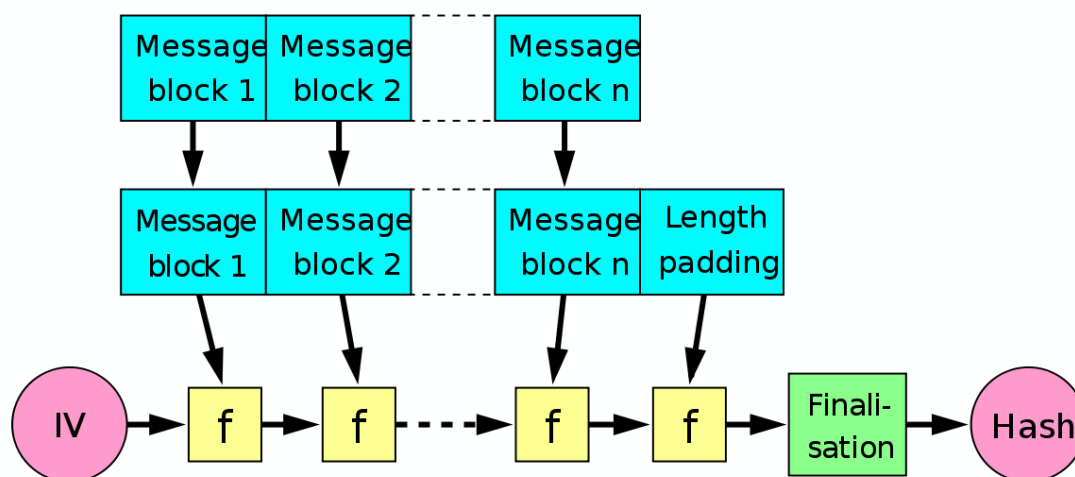 Message Message Message
block 1 block 2 block n
Message Message Message Length
block 1 block 2 block n padding
IV f f f f Finali- Hash
sation